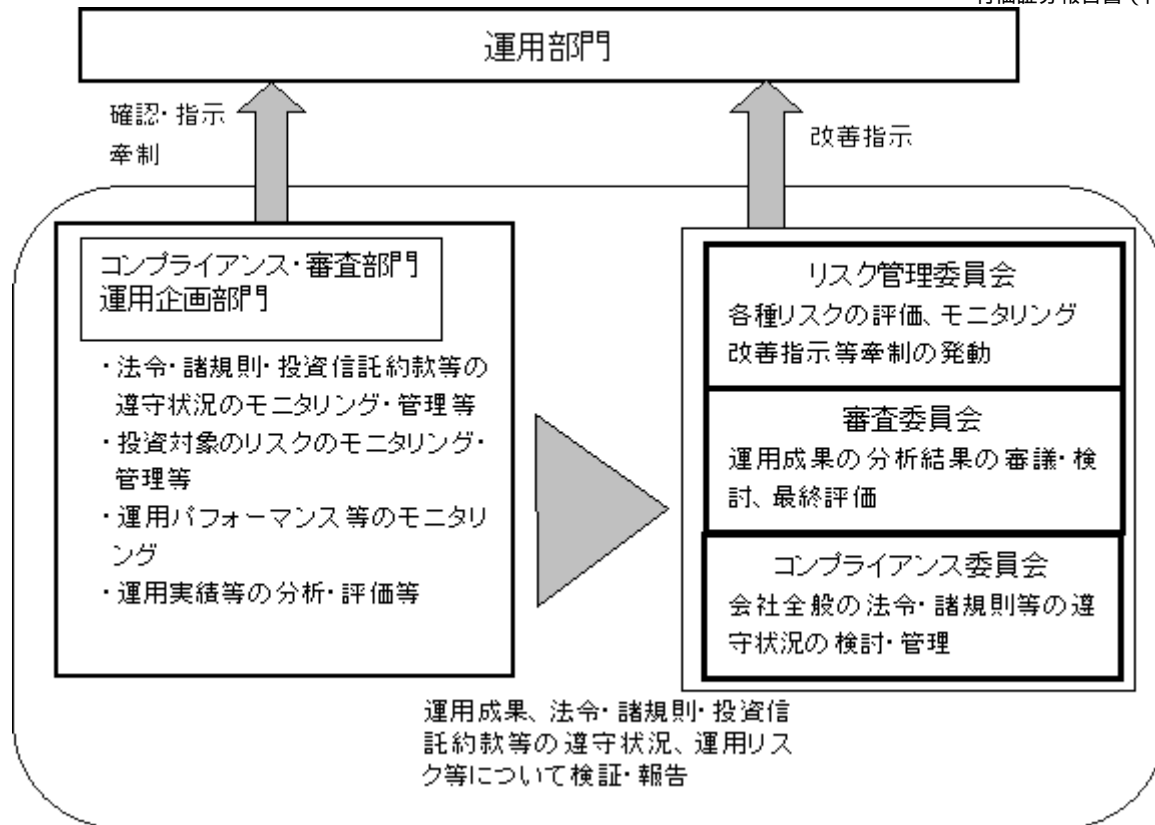 運用部門
確認・指示
牽制
改善指示
コンプライアンス・審査部門
運用企画部門
・法令・諸規則・投資信託約款等の
遵守状況のモニタリング・管理等
・投資対象のリスクのモニタリング・
管理等
・運用パフォーマンス等のモニタリ
ング
・運用実績等の分析・評価等
リスク管理委員会
各種リスクの評価、モニタリング
改善指示等牽制の発動
審査委員会
運用成果の分析結果の審議・検
討、最終評価
コンプライアンス委員会
会社全般の法令・諸規則等の遵
守状況の検討・管理
運用成果、法令・諸規則・投資信
託約款等の遵守状況、運用リス
ク等について検証・報告